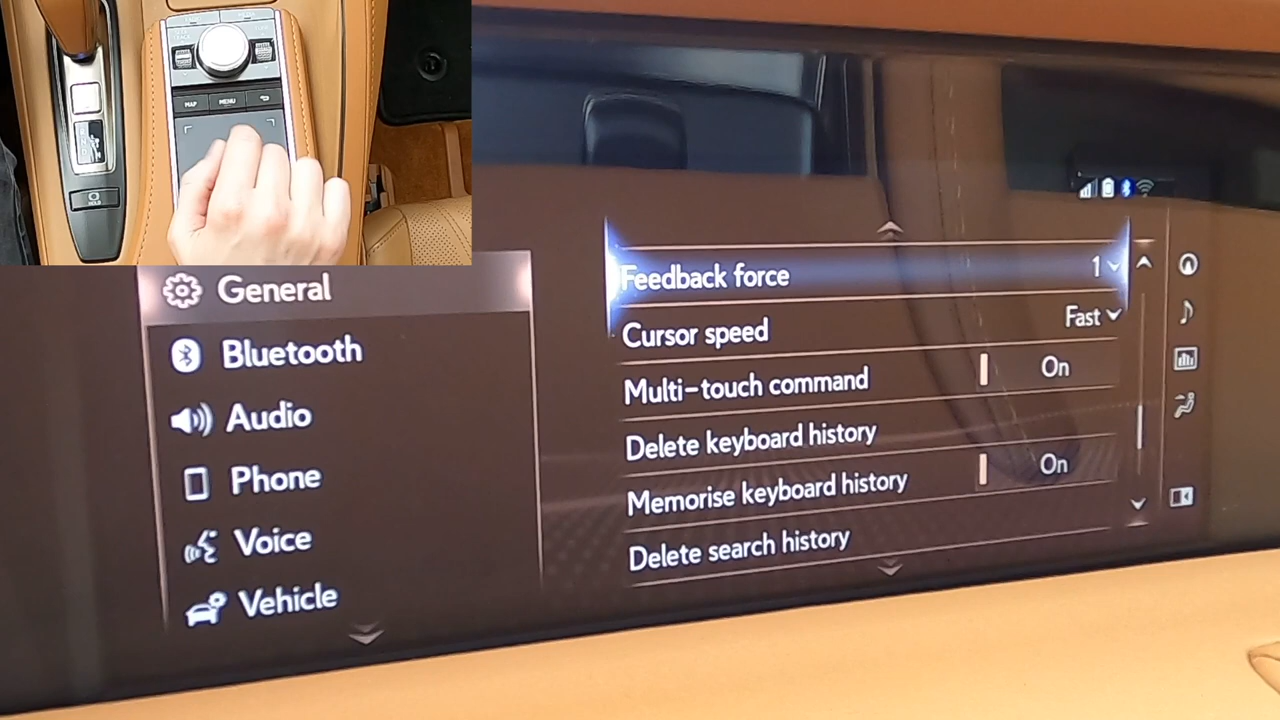 MAP
MENU
HOLD
General
Bluetooth
Audio
Phone
Voice
Vehicle
Feedback force 1
Cursor speed Fast
Multi-touch command On
Delete keyboard history
Memorise keyboard history On
Delete search history